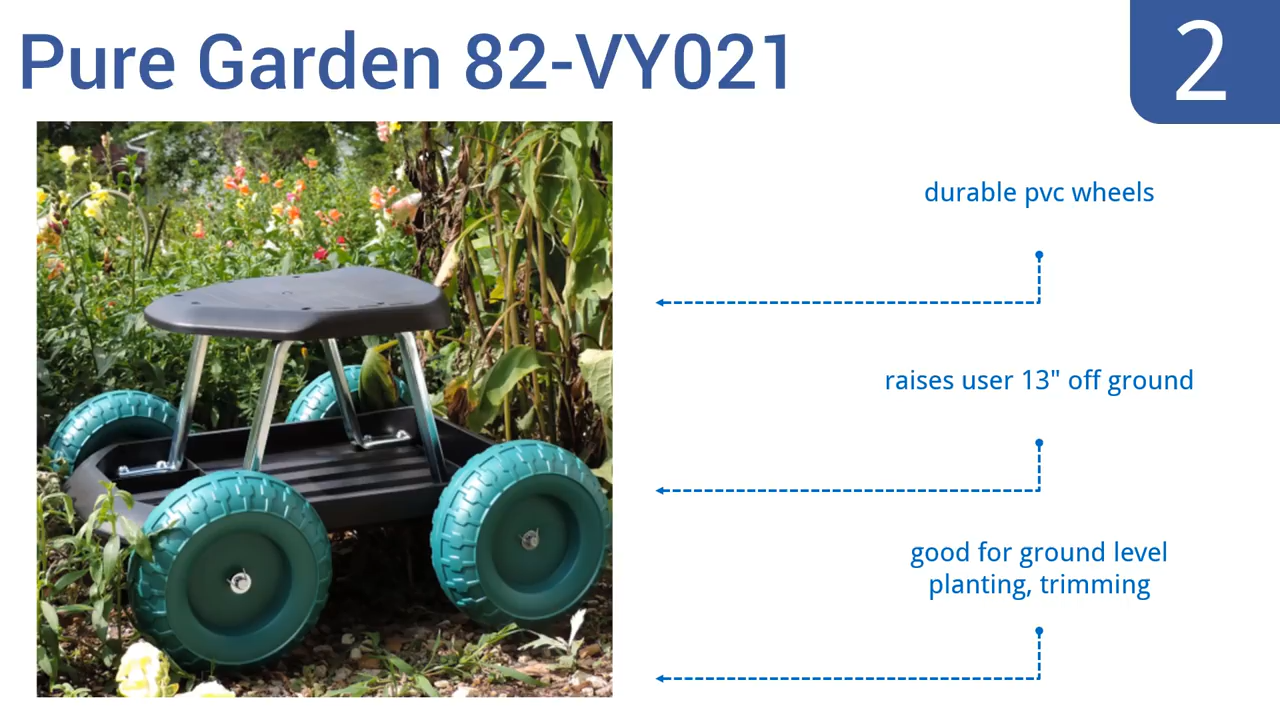 Pure Garden 82-VY021
2
durable pvc wheels
raises user 13" off ground
good for ground level
planting, trimming